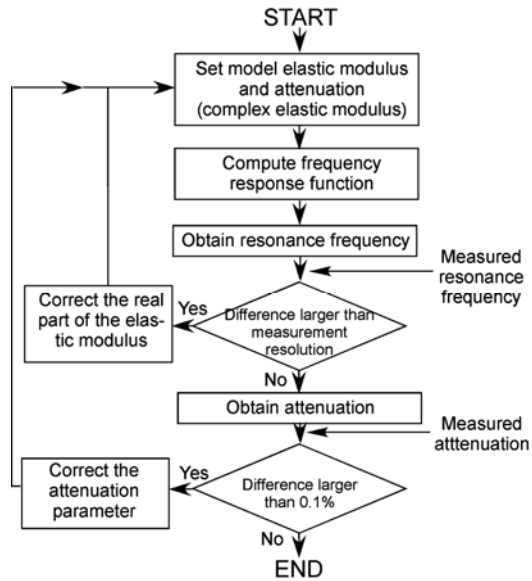 START
Set model elastic modulus
and attenuation
(complex elastic modulus)
Compute frequency
response function
Obtain resonance frequency
Measured
resonance
frequency
Correct the real
part of the elas-
tic modulus
Yes
Difference larger than
measurement
resolution
No
Obtain attenuation
Measured
atttenuation
Correct the
attenuation
parameter
Yes
Difference larger
than 0.1%
No
END